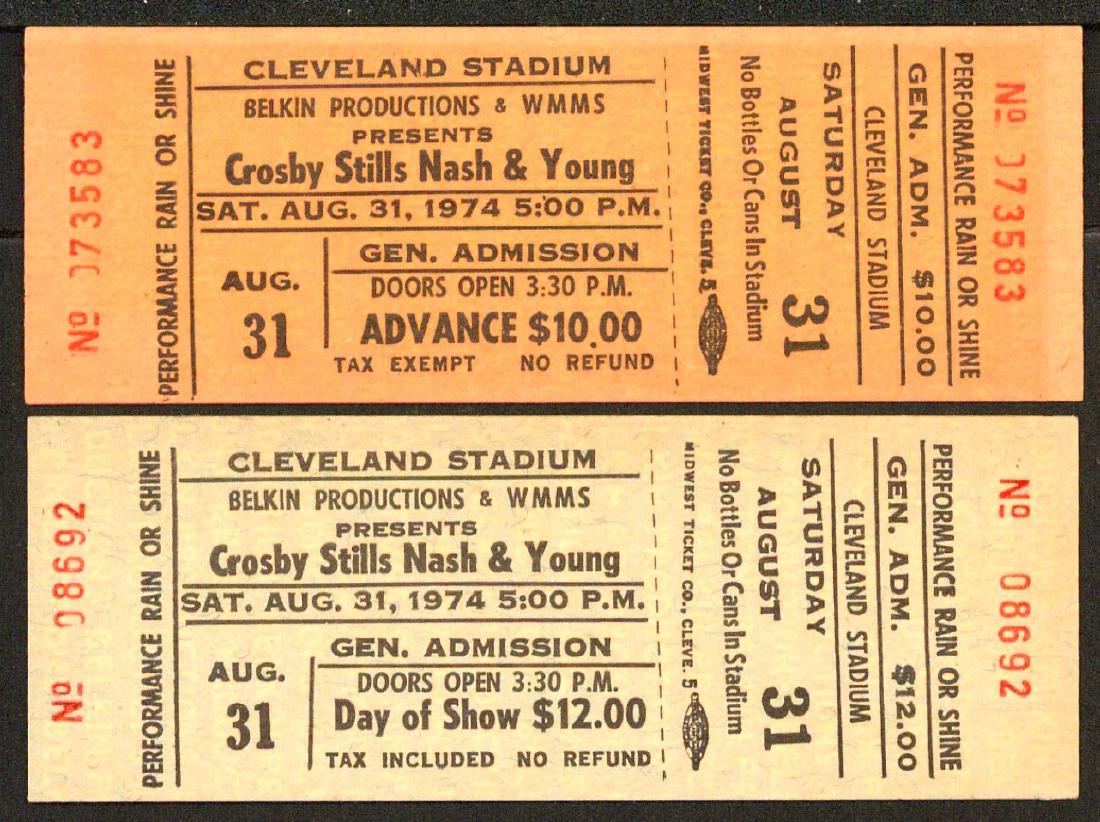 Nº 073583
PERFORMANCE RAIN OR SHINE
CLEVELAND STADIUM
BELKIN PRODUCTIONS & WMMS
PRESENTS
Crosby Stills Nash & Young
SAT. AUG. 31, 1974 5:00 P.M.
AUG.
31
GEN. ADMISSION
DOORS OPEN 3:30 P.M.
ADVANCE $10.00
TAX EXEMPT NO REFUND
MIDWEST TICKET CO., CLEVE. 5
No Bottles Or Cans In Stadium
AUGUST 31
SATURDAY
CLEVELAND STADIUM
GEN. ADM. $10.00
PERFORMANCE RAIN OR SHINE
Nº 073583
Nº 08692
PERFORMANCE RAIN OR SHINE
CLEVELAND STADIUM
BELKIN PRODUCTIONS & WMMS
PRESENTS
Crosby Stills Nash & Young
SAT. AUG. 31, 1974 5:00 P.M.
AUG.
31
GEN. ADMISSION
DOORS OPEN 3:30 P.M.
Day of Show $12.00
TAX INCLUDED NO REFUND
MIDWEST TICKET CO., CLEVE. 5
No Bottles Or Cans In Stadium
AUGUST 31
SATURDAY
CLEVELAND STADIUM
GEN. ADM. $12.00
PERFORMANCE RAIN OR SHINE
Nº 08692